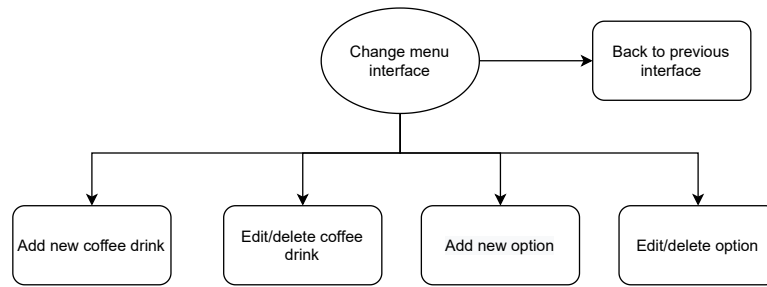 Change menu
interface
Back to previous
interface
Add new coffee drink
Edit/delete coffee
drink
Add new option
Edit/delete option